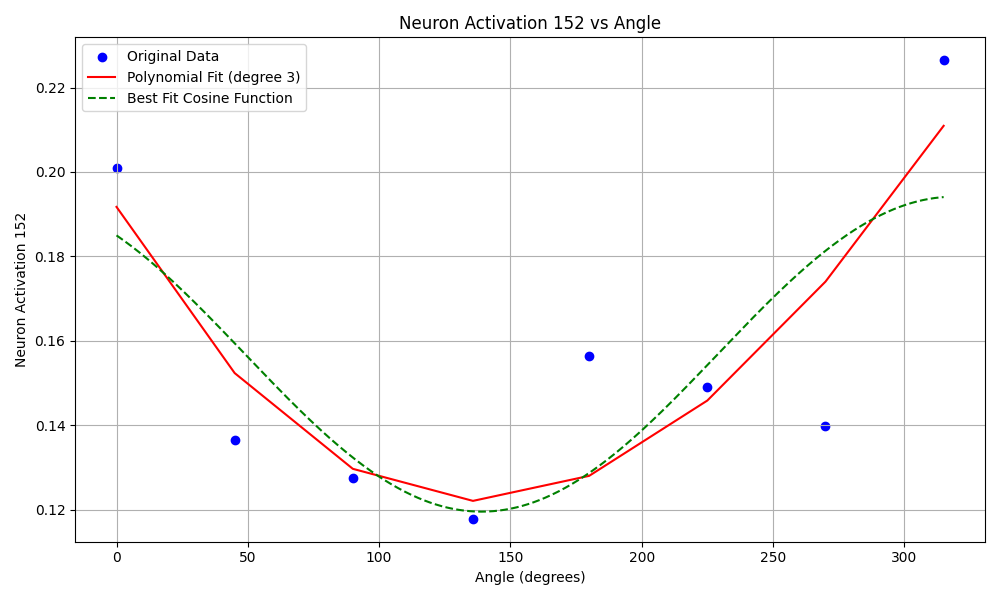 Neuron Activation 152 vs Angle
Original Data
Polynomial Fit (degree 3)
Best Fit Cosine Function
Neuron Activation 152
0.22
0.20
0.18
0.16
0.14
0.12
0 50 100 150 200 250 300
Angle (degrees)